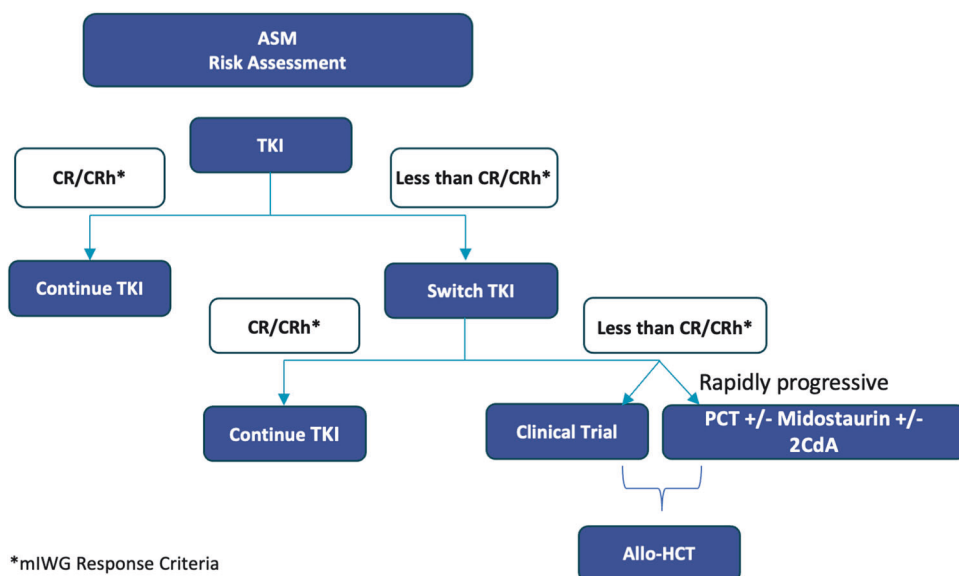 ASM
Risk Assessment
TKI
CR/CRh*
Less than CR/CRh*
Continue TKI
Switch TKI
CR/CRh*
Less than CR/CRh*
Rapidly progressive
Continue TKI
Clinical Trial
PCT +/- Midostaurin +/-
2CdA
Allo-HCT
*mIWG Response Criteria